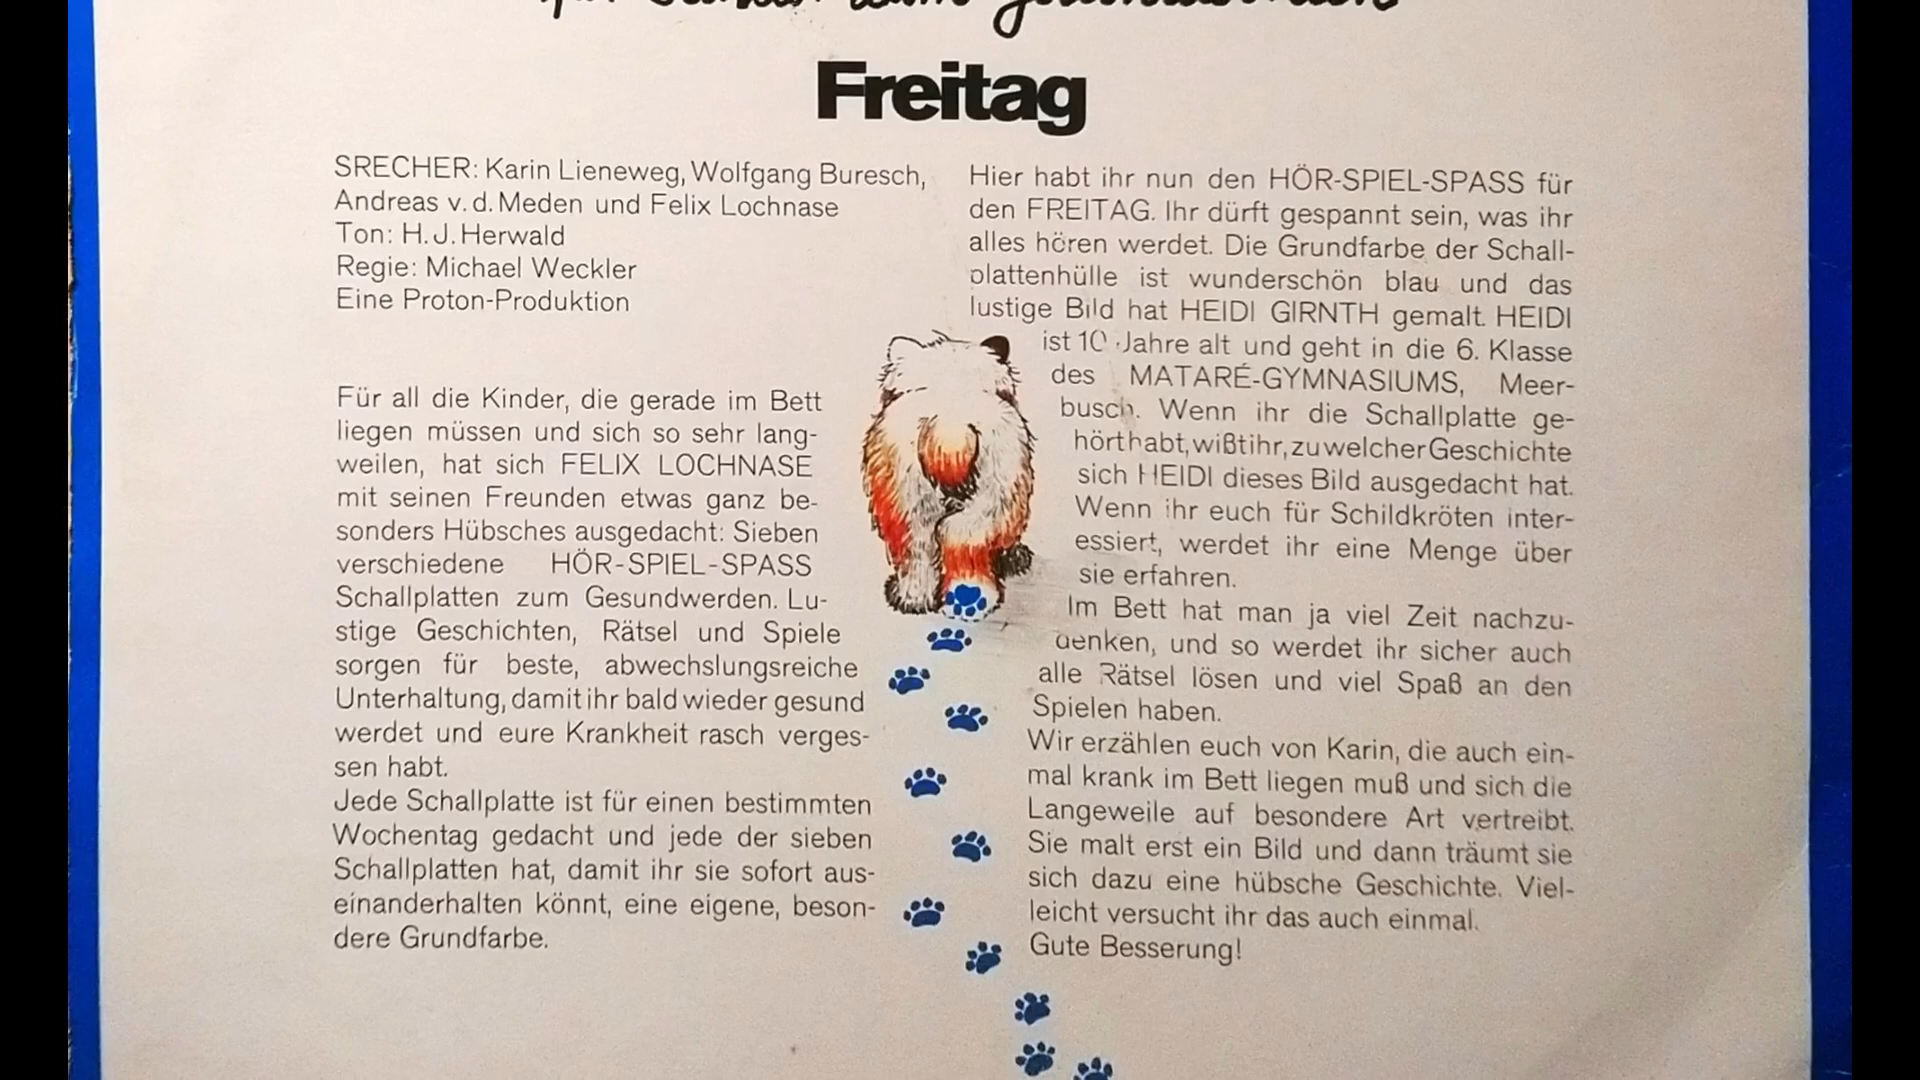 Freitag
SRECHER: Karin Lieneweg, Wolfgang Buresch,
Andreas v. d. Meden und Felix Lochnase
Ton: H. J. Herwald
Regie: Michael Weckler
Eine Proton-Produktion
Für all die Kinder, die gerade im Bett
liegen müssen und sich so sehr lang-
weilen, hat sich FELIX LOCHNASE
mit seinen Freunden etwas ganz be-
sonders Hübsches ausgedacht: Sieben
verschiedene HÖR-SPIEL-SPASS
Schallplatten zum Gesundwerden. Lu-
stige Geschichten, Rätsel und Spiele
sorgen für beste, abwechslungsreiche
Unterhaltung, damit ihr bald wieder gesund
werdet und eure Krankheit rasch verges-
sen habt.
Jede Schallplatte ist für einen bestimmten
Wochentag gedacht und jede der sieben
Schallplatten hat, damit ihr sie sofort aus-
einanderhalten könnt, eine eigene, beson-
dere Grundfarbe.
Hier habt ihr nun den HÖR-SPIEL-SPASS für
den FREITAG. Ihr dürft gespannt sein, was ihr
alles hören werdet. Die Grundfarbe der Schall-
plattenhülle ist wunderschön blau und das
lustige Bild hat HEIDI GIRNTH gemalt. HEIDI
ist 10 Jahre alt und geht in die 6. Klasse
des MATARÉ-GYMNASIUMS, Meer-
busch. Wenn ihr die Schallplatte ge-
hört habt, wißt ihr, zu welcher Geschichte
sich HEIDI dieses Bild ausgedacht hat.
Wenn ihr euch für Schildkröten inter-
essiert, werdet ihr eine Menge über
sie erfahren.
Im Bett hat man ja viel Zeit nachzu-
denken, und so werdet ihr sicher auch
alle Rätsel lösen und viel Spaß an den
Spielen haben.
Wir erzählen euch von Karin, die auch ein-
mal krank im Bett liegen muß und sich die
Langeweile auf besondere Art vertreibt.
Sie malt erst ein Bild und dann träumt sie
sich dazu eine hübsche Geschichte. Viel-
leicht versucht ihr das auch einmal.
Gute Besserung!